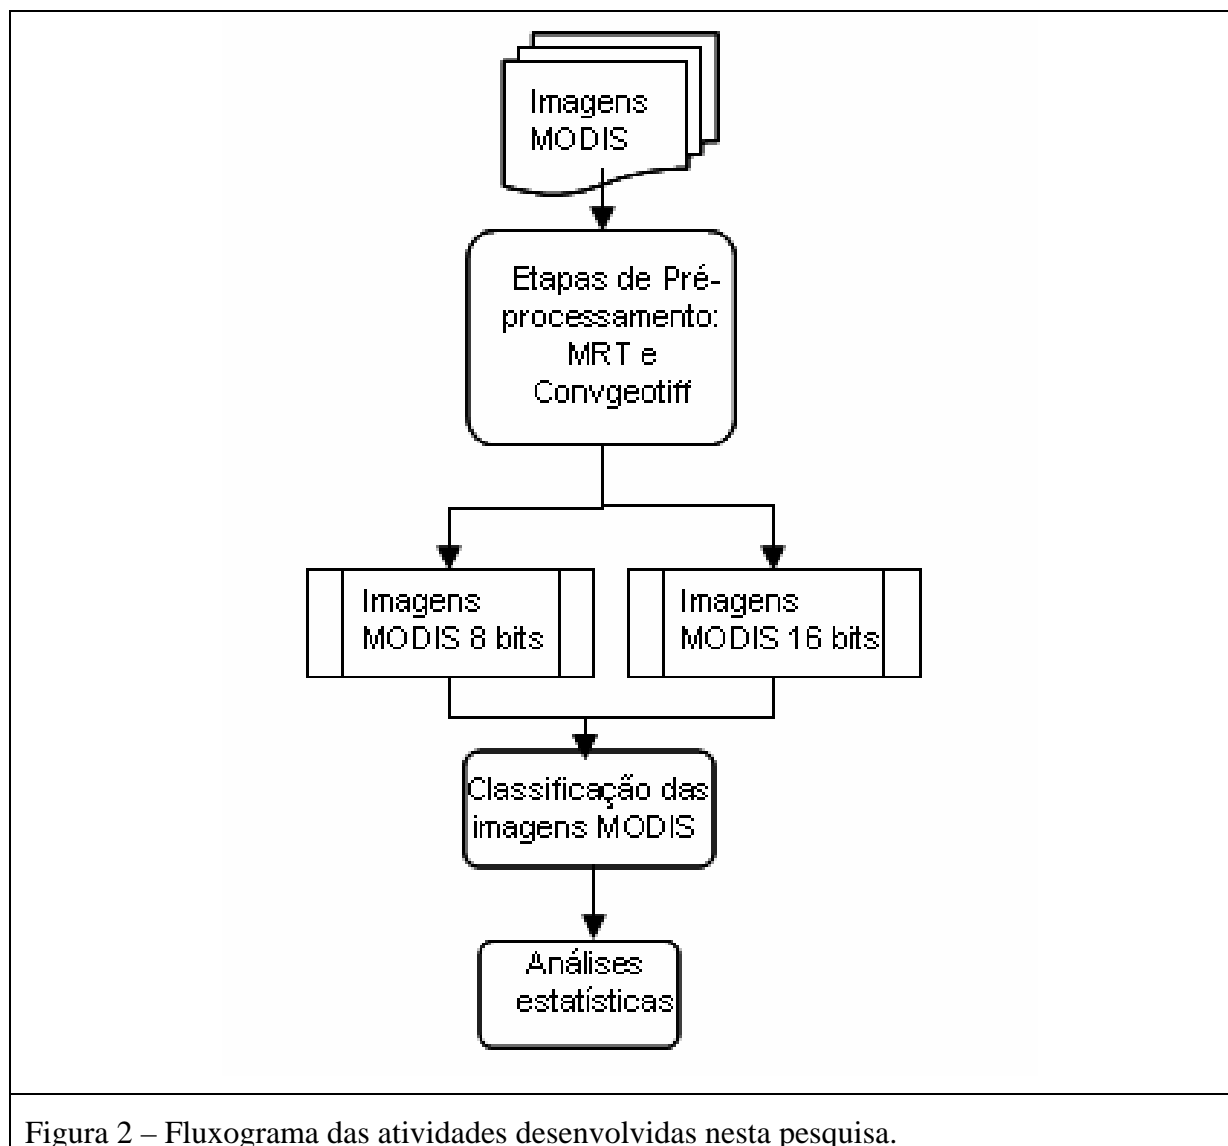 Imagens
MODIS
Etapas de Pré-
processamento:
MRT e
Convgeotiff
Imagens
MODIS 8 bits
Imagens
MODIS 16 bits
Classificação das
imagens MODIS
Análises
estatísticas
Figura 2 – Fluxograma das atividades desenvolvidas nesta pesquisa.